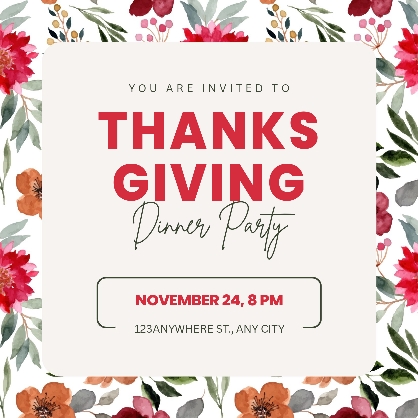 YOU ARE INVITED TO
THANKS
GIVING
Dinner Party
NOVEMBER 24, 8 PM
123ANYWHERE ST., ANY CITY